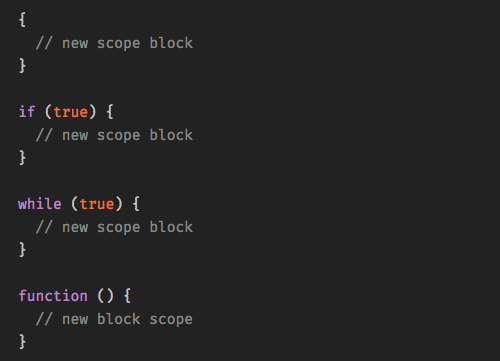 {
  // new scope block
}
if (true) {
  // new scope block
}
while (true) {
  // new scope block
}
function () {
  // new block scope
}